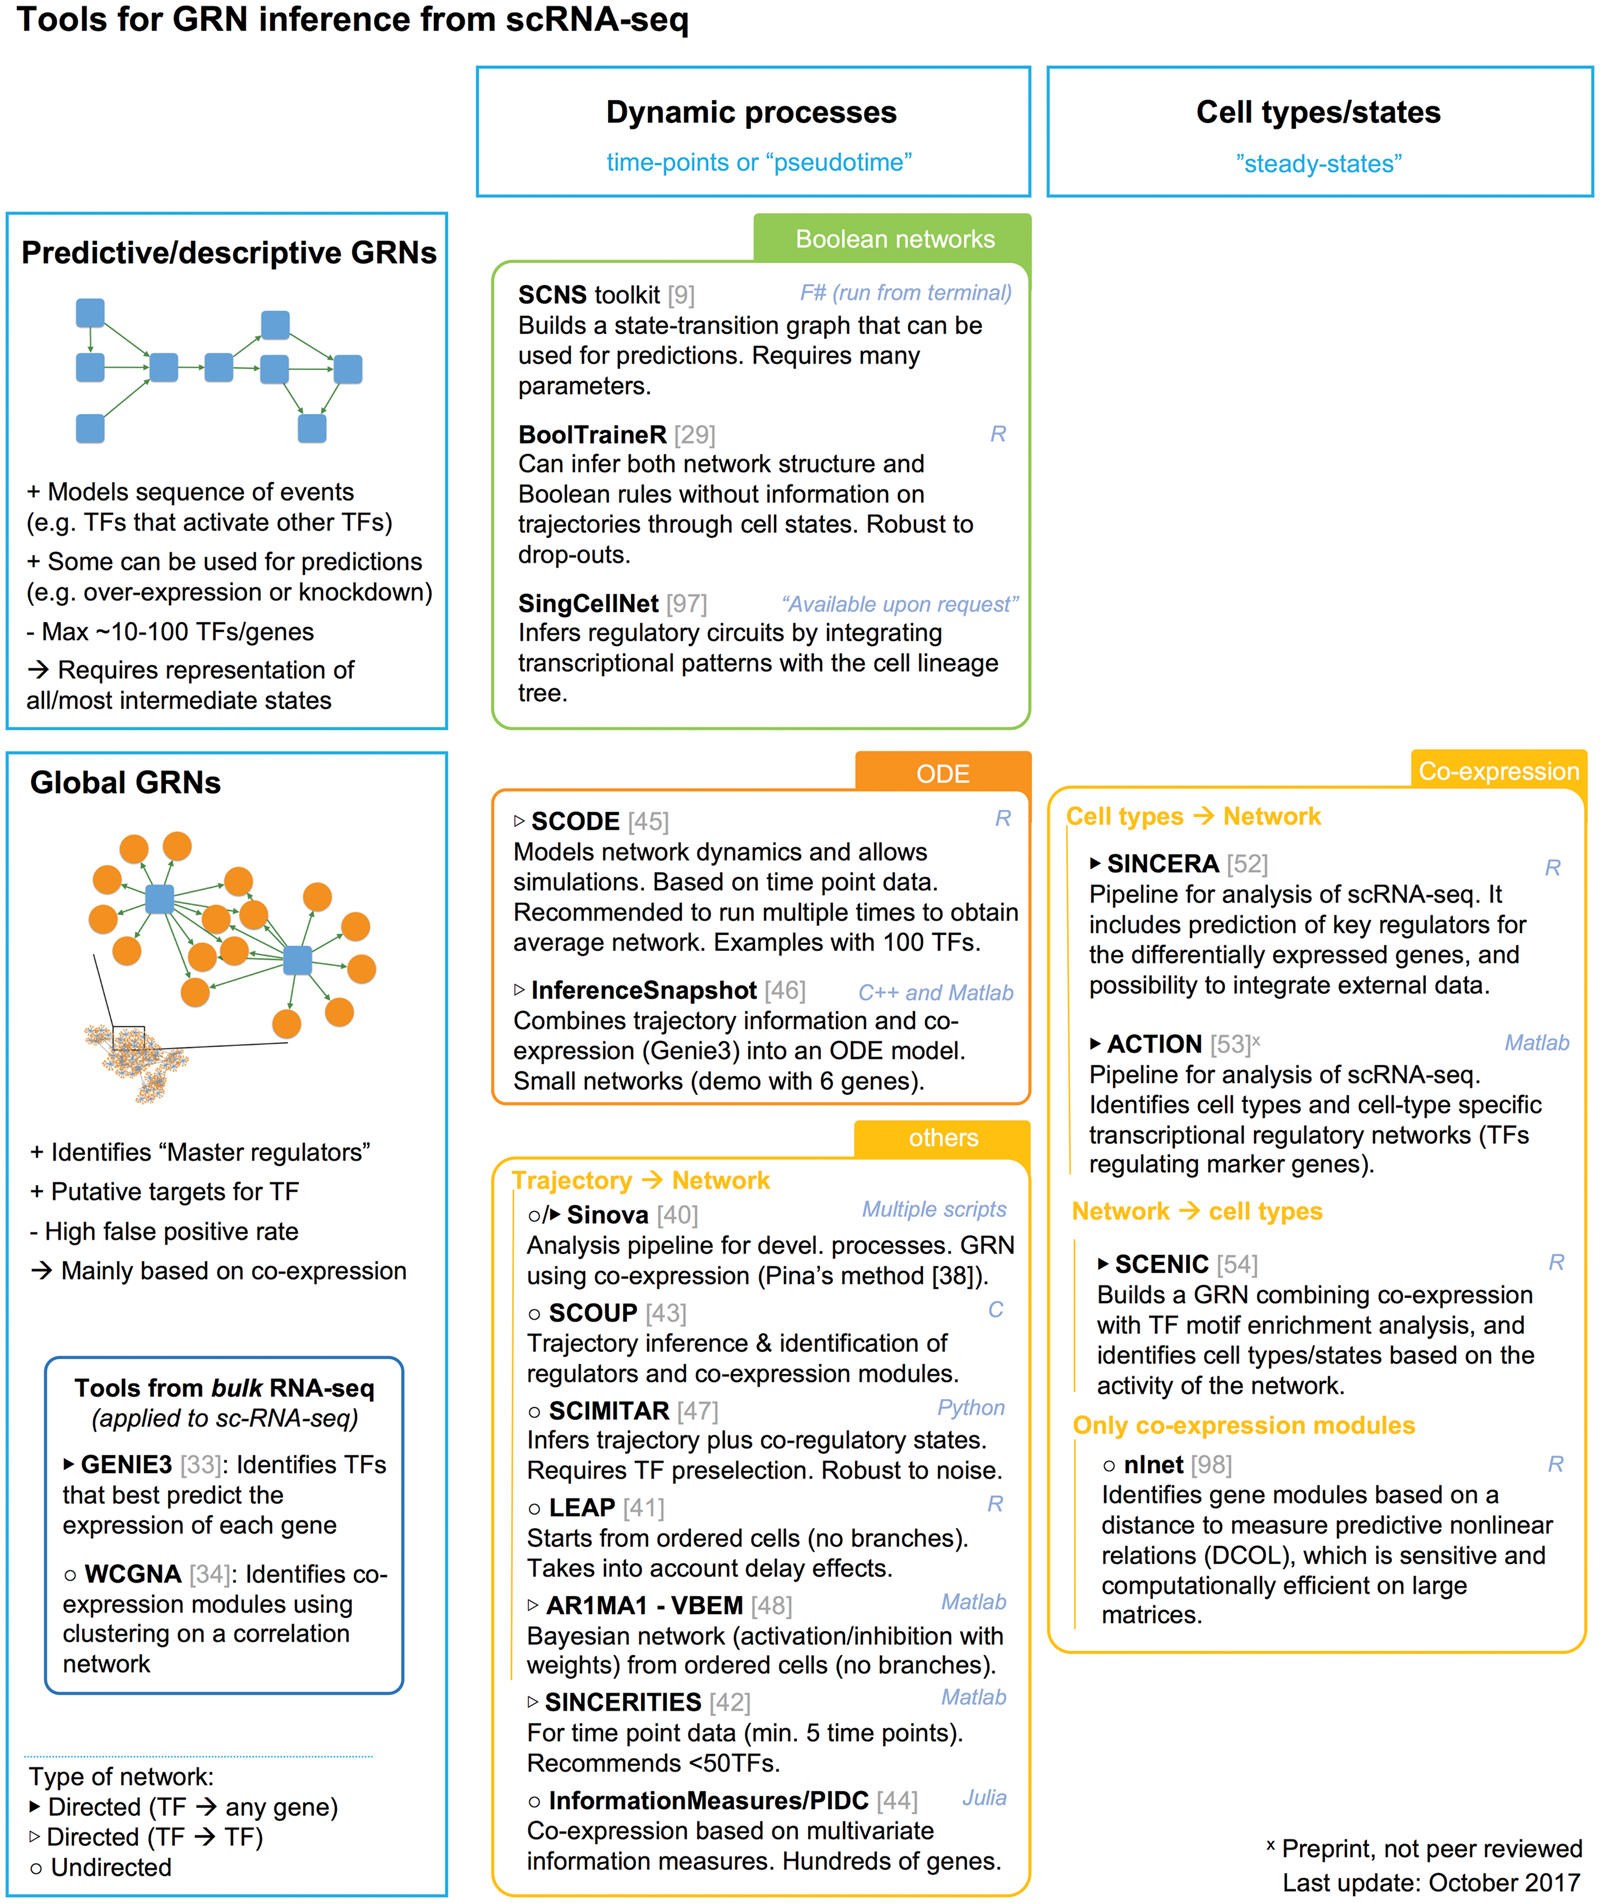 Tools for GRN inference from scRNA-seq
Dynamic processes
time-points or “pseudotime”
Cell types/states
”steady-states”
Predictive/descriptive GRNs
+ Models sequence of events
(e.g. TFs that activate other TFs)
+ Some can be used for predictions
(e.g. over-expression or knockdown)
- Max ~10-100 TFs/genes
→ Requires representation of
all/most intermediate states
Boolean networks
SCNS toolkit [9] F# (run from terminal)
Builds a state-transition graph that can be
used for predictions. Requires many
parameters.
BoolTraineR [29] R
Can infer both network structure and
Boolean rules without information on
trajectories through cell states. Robust to
drop-outs.
SingCellNet [97] “Available upon request”
Infers regulatory circuits by integrating
transcriptional patterns with the cell lineage
tree.
Global GRNs
+ Identifies “Master regulators”
+ Putative targets for TF
- High false positive rate
→ Mainly based on co-expression
Tools from bulk RNA-seq
(applied to sc-RNA-seq)
▶ GENIE3 [33]: Identifies TFs
that best predict the
expression of each gene
○ WCGNA [34]: Identifies co-
expression modules using
clustering on a correlation
network
Type of network:
▶ Directed (TF → any gene)
▷ Directed (TF → TF)
○ Undirected
ODE
▷ SCODE [45] R
Models network dynamics and allows
simulations. Based on time point data.
Recommended to run multiple times to obtain
average network. Examples with 100 TFs.
▷ InferenceSnapshot [46] C++ and Matlab
Combines trajectory information and co-
expression (Genie3) into an ODE model.
Small networks (demo with 6 genes).
others
Trajectory → Network
○/▶ Sinova [40] Multiple scripts
Analysis pipeline for devel. processes. GRN
using co-expression (Pina’s method [38]).
○ SCOUP [43] C
Trajectory inference & identification of
regulators and co-expression modules.
○ SCIMITAR [47] Python
Infers trajectory plus co-regulatory states.
Requires TF preselection. Robust to noise.
○ LEAP [41] R
Starts from ordered cells (no branches).
Takes into account delay effects.
▷ AR1MA1 - VBEM [48] Matlab
Bayesian network (activation/inhibition with
weights) from ordered cells (no branches).
▷ SINCERITIES [42] Matlab
For time point data (min. 5 time points).
Recommends <50TFs.
○ InformationMeasures/PIDC [44] Julia
Co-expression based on multivariate
information measures. Hundreds of genes.
Co-expression
Cell types → Network
▶ SINCERA [52] R
Pipeline for analysis of scRNA-seq. It
includes prediction of key regulators for
the differentially expressed genes, and
possibility to integrate external data.
▶ ACTION [53]ˣ Matlab
Pipeline for analysis of scRNA-seq.
Identifies cell types and cell-type specific
transcriptional regulatory networks (TFs
regulating marker genes).
Network → cell types
▶ SCENIC [54] R
Builds a GRN combining co-expression
with TF motif enrichment analysis, and
identifies cell types/states based on the
activity of the network.
Only co-expression modules
○ nlnet [98] R
Identifies gene modules based on a
distance to measure predictive nonlinear
relations (DCOL), which is sensitive and
computationally efficient on large
matrices.
ˣ Preprint, not peer reviewed
Last update: October 2017